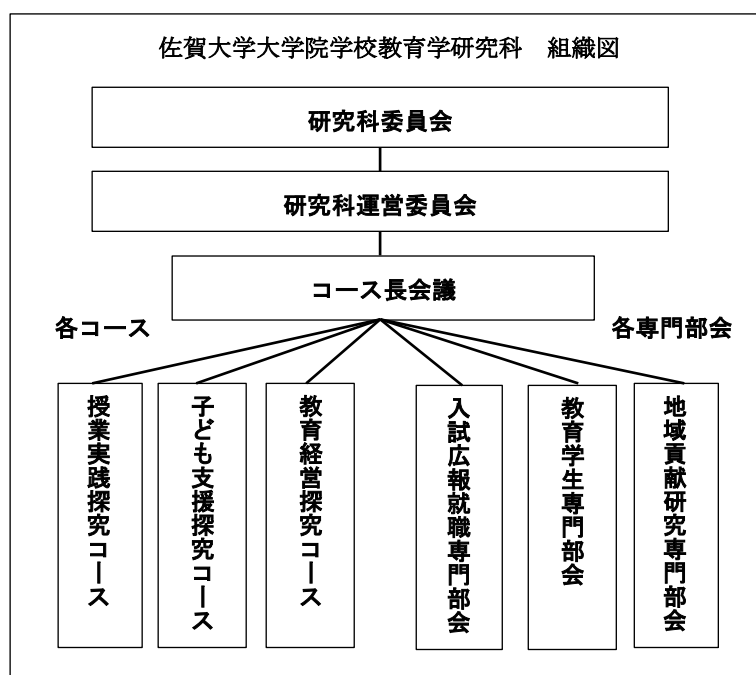 佐賀大学大学院学校教育学研究科　組織図
研究科委員会
研究科運営委員会
コース長会議
各コース
各専門部会
授業実践探究コース
子ども支援探究コース
教育経営探究コース
入試広報就職専門部会
教育学生専門部会
地域貢献研究専門部会